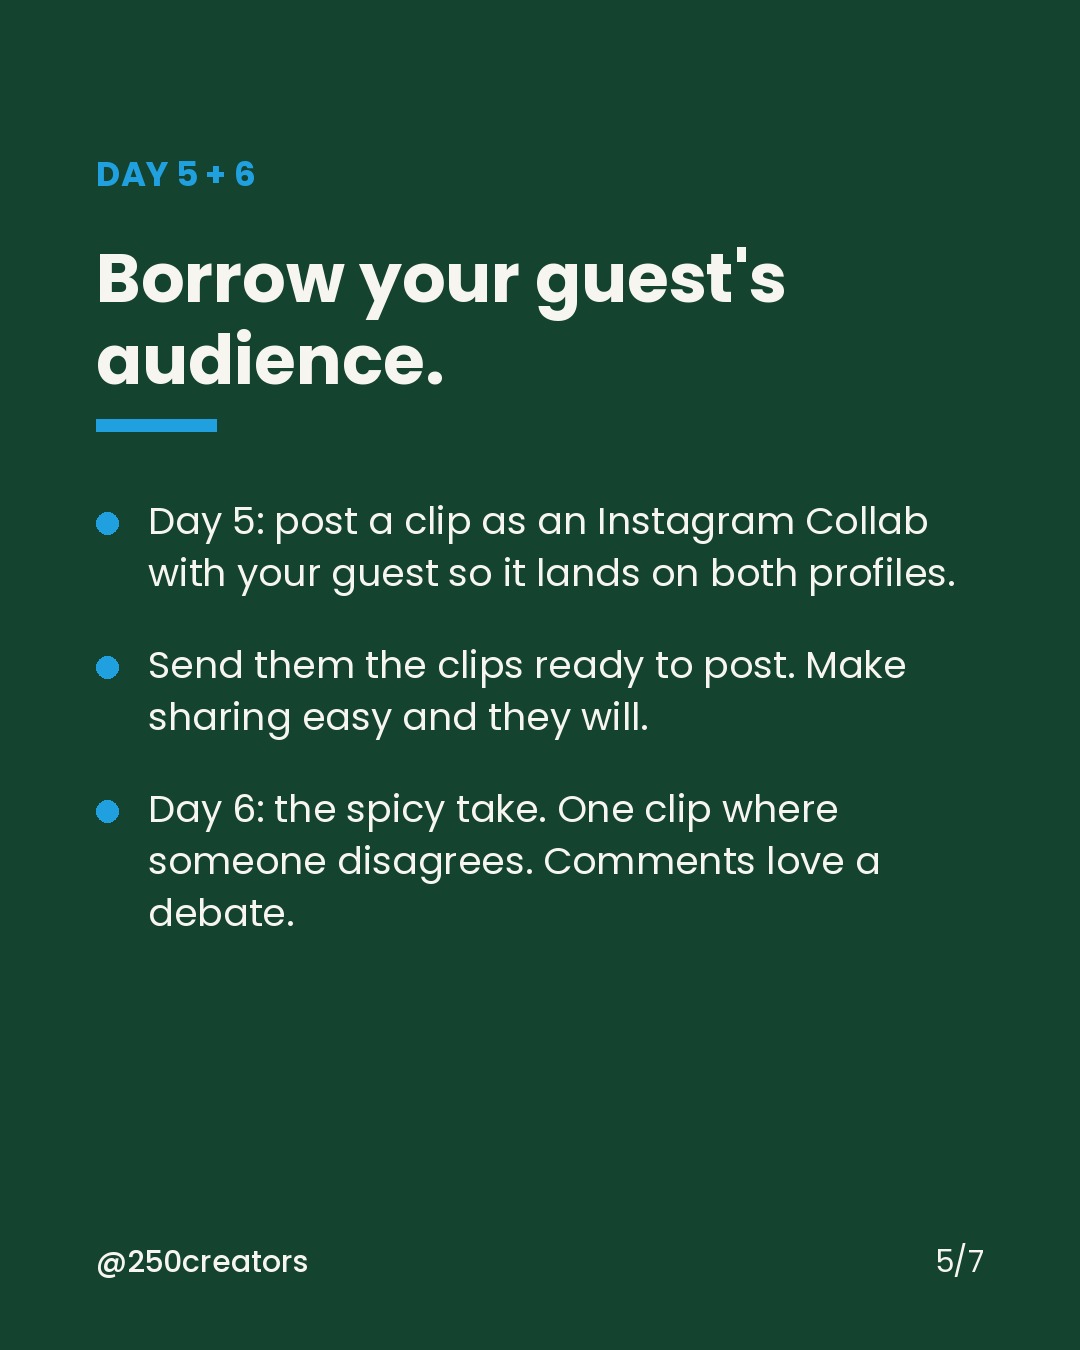 DAY 5 + 6
Borrow your guest's
audience.
Day 5: post a clip as an Instagram Collab
with your guest so it lands on both profiles.
Send them the clips ready to post. Make
sharing easy and they will.
Day 6: the spicy take. One clip where
someone disagrees. Comments love a
debate.
@250creators
5/7